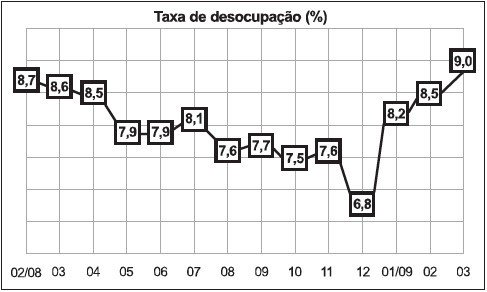 Taxa de desocupação (%)
8,7 8,6 8,5 7,9 7,9 8,1 7,6 7,7 7,5 7,6 6,8 8,2 8,5 9,0
02/08 03 04 05 06 07 08 09 10 11 12 01/09 02 03